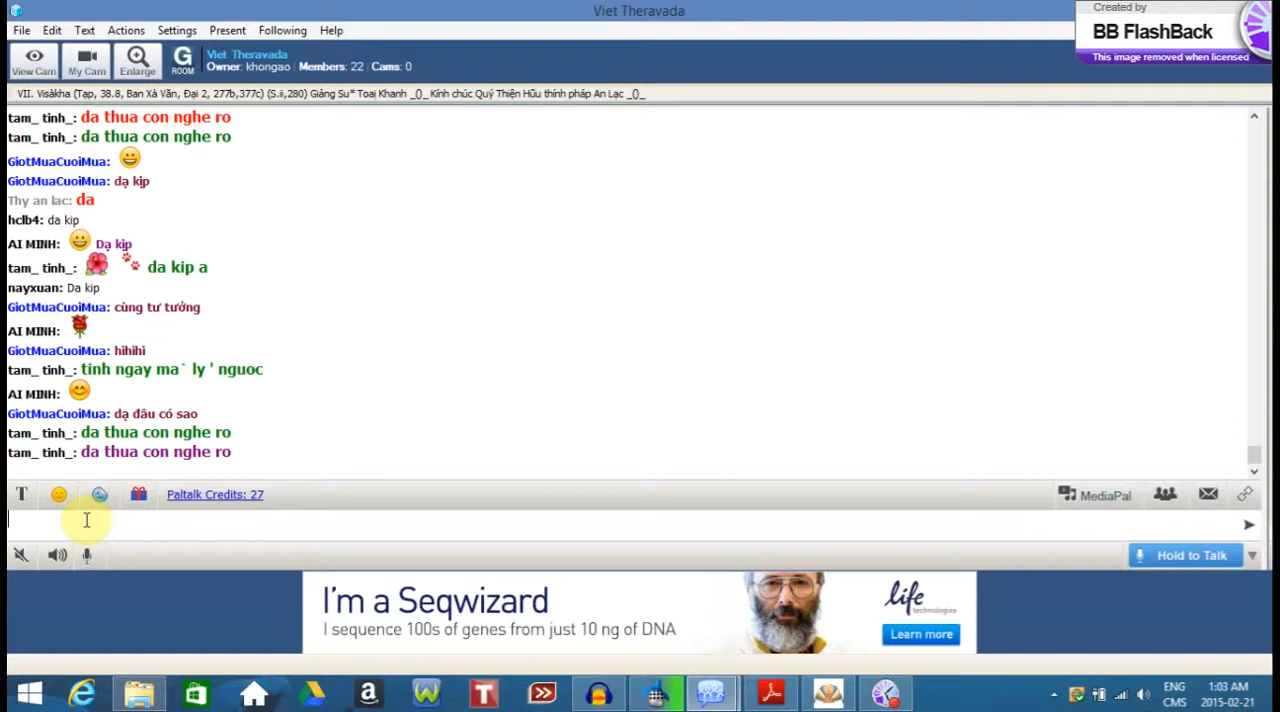 Viet Theravada
Created by
BB FlashBack
This image removed when licensed
File Edit Text Actions Settings Present Following Help
View Cam My Cam Enlarge G ROOM
Viet Theravada
Owner: khongao : Members: 22 : Cams: 0
VII. Visàkha (Tạp, 38.8, Ban Xà Văn, Đại 2, 277b,377c) (S.ii,280) Giảng Sư* Toại Khanh _()_ Kính chúc Quý Thiện Hữu thính pháp An Lạc _()_
tam_ tinh_: da thua con nghe ro
tam_ tinh_: da thua con nghe ro
GiotMuaCuoiMua:
GiotMuaCuoiMua: dạ kịp
Thy an lac: da
hclb4: da kip
AI MINH: Dạ kip
tam_ tinh_: da kip a
nayxuan: Da kip
GiotMuaCuoiMua: cùng tư tưởng
AI MINH:
GiotMuaCuoiMua: hihihi
tam_ tinh_: tinh ngay ma` ly ' nguoc
AI MINH:
GiotMuaCuoiMua: dạ đâu có sao
tam_ tinh_: da thua con nghe ro
tam_ tinh_: da thua con nghe ro
T Paltalk Credits: 27 MediaPal
Hold to Talk
I'm a Seqwizard
I sequence 100s of genes from just 10 ng of DNA
life
technologies
Learn more
ENG 1:03 AM
CMS 2015-02-21